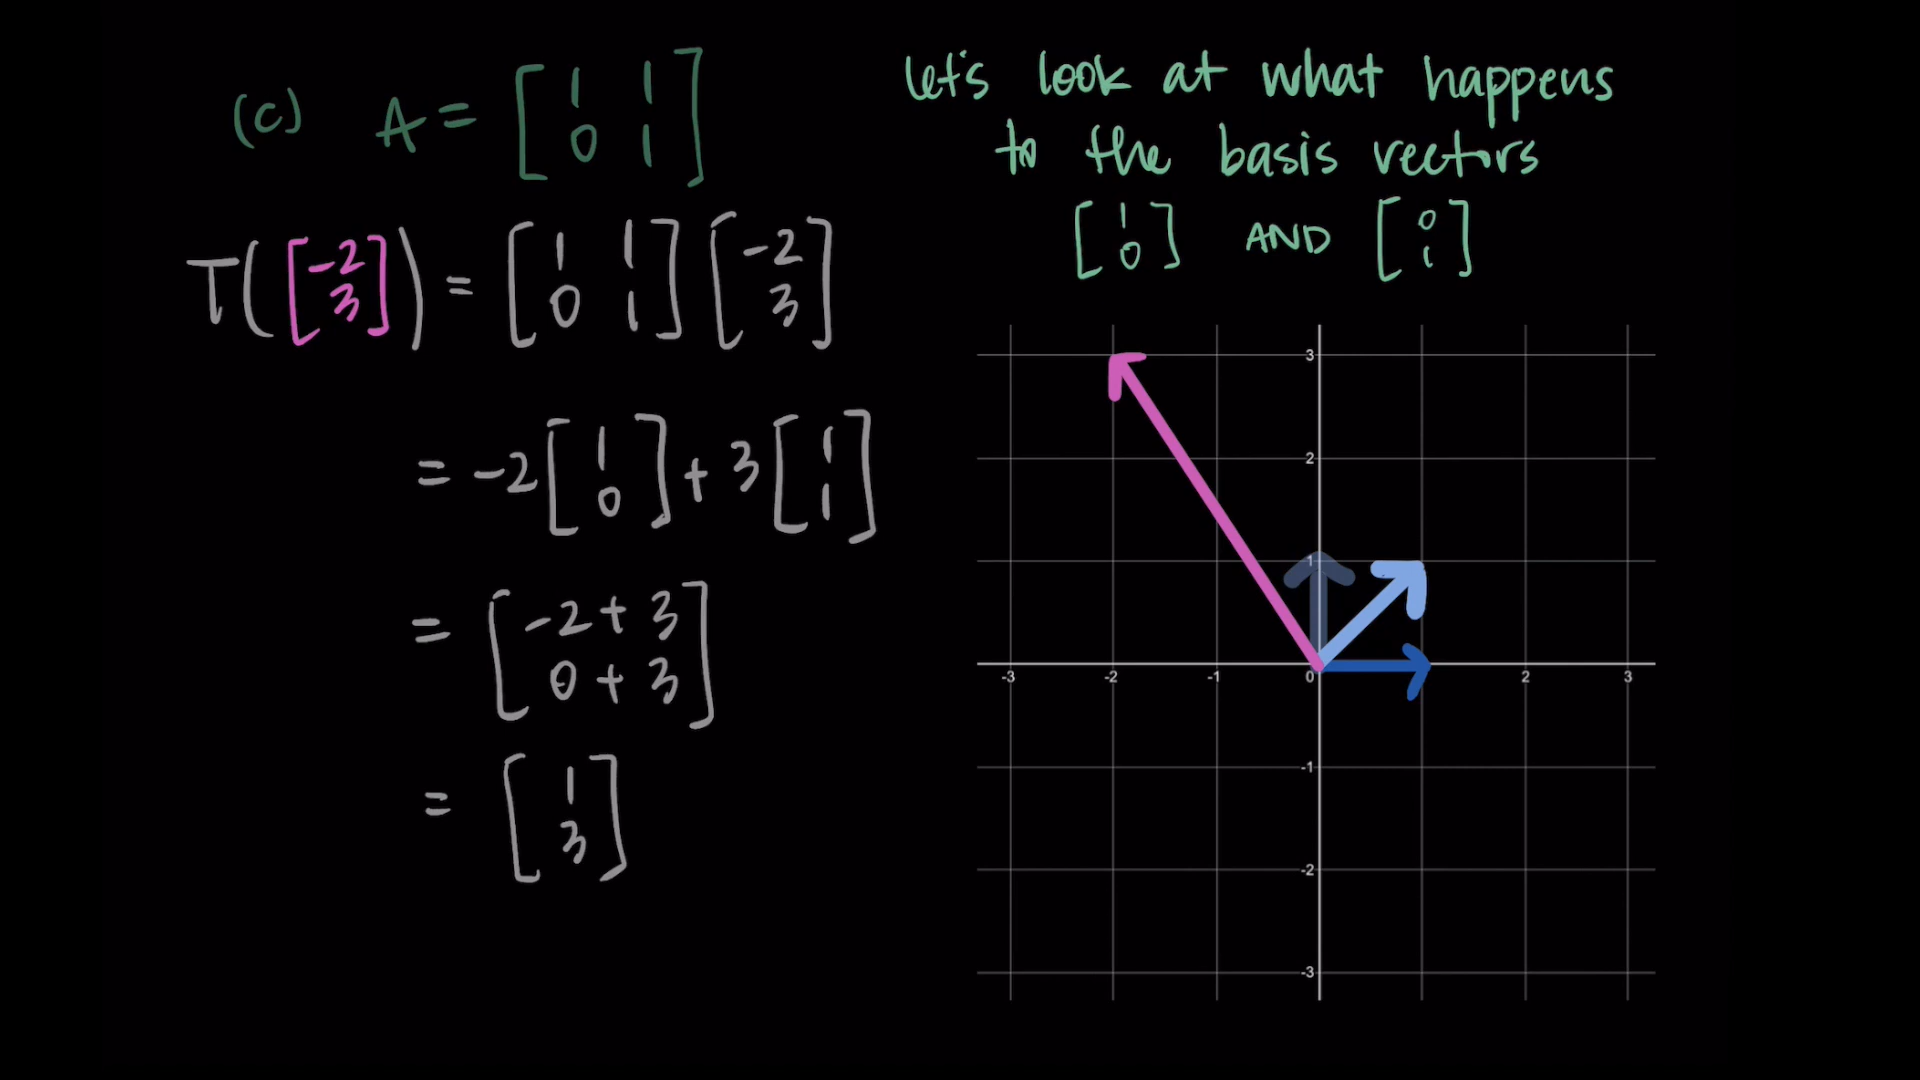 (c) A = [1 1
0 1]
T([-2
3]) = [1 1
0 1] [-2
3]
= -2 [1
0] + 3 [1
1]
= [-2 + 3
0 + 3]
= [1
3]
let's look at what happens
to the basis vectors
[1
0] AND [0
1]
3
2
1
-3 -2 -1 0 2 3
-1
-2
-3